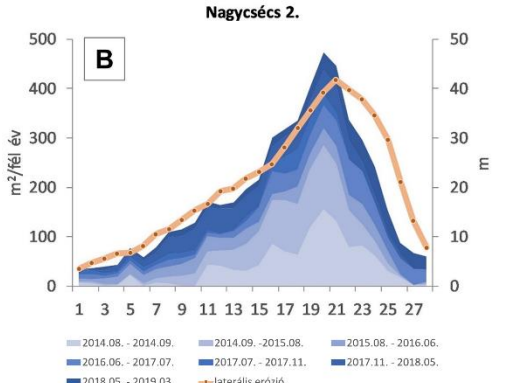 Nagycsécs 2.
500 50
B
400 40
300 30
m²/fél év
m
200 20
100 10
0 0
1 3 5 7 9 11 13 15 17 19 21 23 25 27
2014.08. - 2014.09. 2014.09. -2015.08. 2015.08. - 2016.06.
2016.06. - 2017.07. 2017.07. - 2017.11. 2017.11. - 2018.05.
2018.05. - 2019.03. laterális erózió